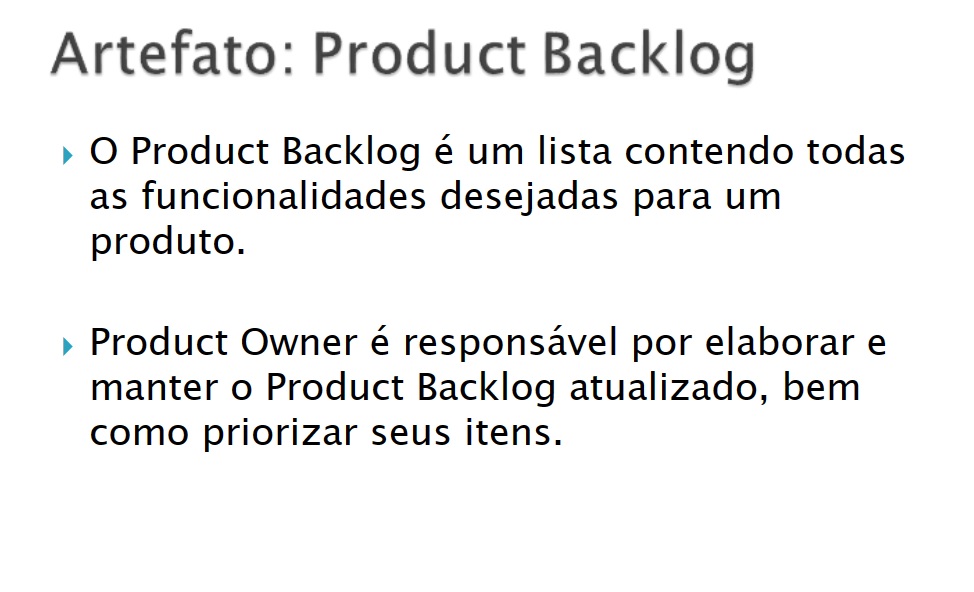 Artefato: Product Backlog
O Product Backlog é um lista contendo todas
as funcionalidades desejadas para um
produto.
Product Owner é responsável por elaborar e
manter o Product Backlog atualizado, bem
como priorizar seus itens.